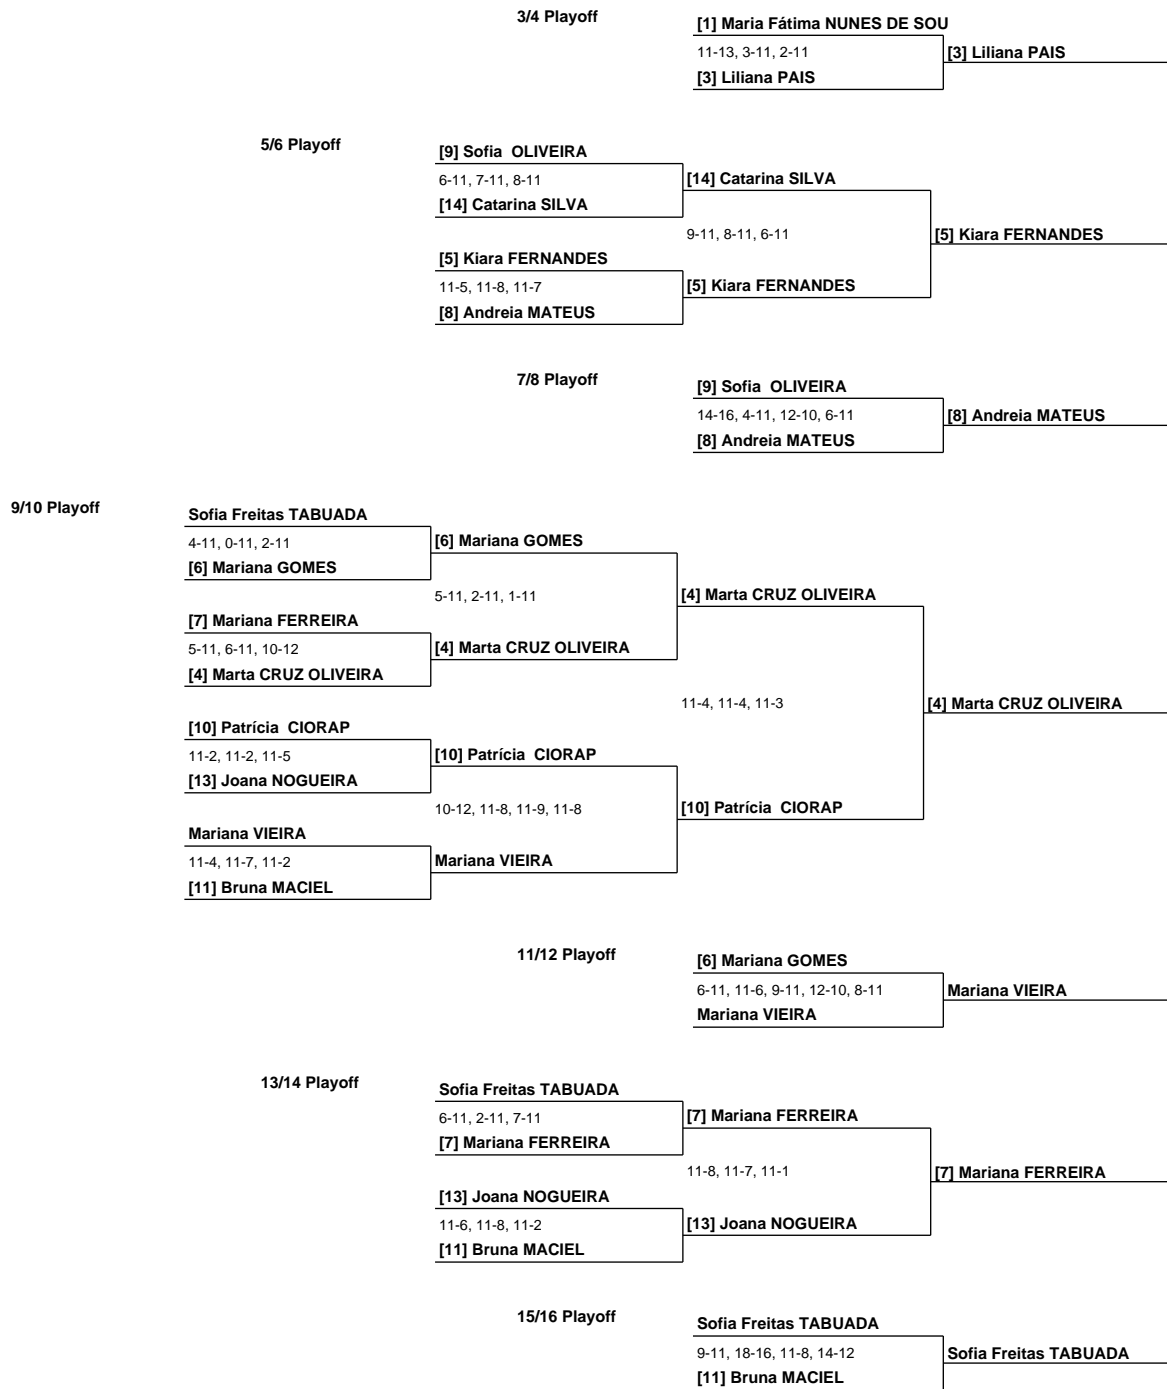 3/4 Playoff
[1] Maria Fátima NUNES DE SOU
11-13, 3-11, 2-11
[3] Liliana PAIS
[3] Liliana PAIS
5/6 Playoff
[9] Sofia  OLIVEIRA
6-11, 7-11, 8-11
[14] Catarina SILVA
[14] Catarina SILVA
9-11, 8-11, 6-11
[5] Kiara FERNANDES
[5] Kiara FERNANDES
11-5, 11-8, 11-7
[5] Kiara FERNANDES
[8] Andreia MATEUS
7/8 Playoff
[9] Sofia  OLIVEIRA
14-16, 4-11, 12-10, 6-11
[8] Andreia MATEUS
[8] Andreia MATEUS
9/10 Playoff
Sofia Freitas TABUADA
4-11, 0-11, 2-11
[6] Mariana GOMES
[6] Mariana GOMES
5-11, 2-11, 1-11
[4] Marta CRUZ OLIVEIRA
[7] Mariana FERREIRA
5-11, 6-11, 10-12
[4] Marta CRUZ OLIVEIRA
[4] Marta CRUZ OLIVEIRA
11-4, 11-4, 11-3
[4] Marta CRUZ OLIVEIRA
[10] Patrícia  CIORAP
11-2, 11-2, 11-5
[10] Patrícia  CIORAP
[13] Joana NOGUEIRA
10-12, 11-8, 11-9, 11-8
[10] Patrícia  CIORAP
Mariana VIEIRA
11-4, 11-7, 11-2
Mariana VIEIRA
[11] Bruna MACIEL
11/12 Playoff
[6] Mariana GOMES
6-11, 11-6, 9-11, 12-10, 8-11
Mariana VIEIRA
Mariana VIEIRA
13/14 Playoff
Sofia Freitas TABUADA
6-11, 2-11, 7-11
[7] Mariana FERREIRA
[7] Mariana FERREIRA
11-8, 11-7, 11-1
[7] Mariana FERREIRA
[13] Joana NOGUEIRA
11-6, 11-8, 11-2
[13] Joana NOGUEIRA
[11] Bruna MACIEL
15/16 Playoff
Sofia Freitas TABUADA
9-11, 18-16, 11-8, 14-12
Sofia Freitas TABUADA
[11] Bruna MACIEL